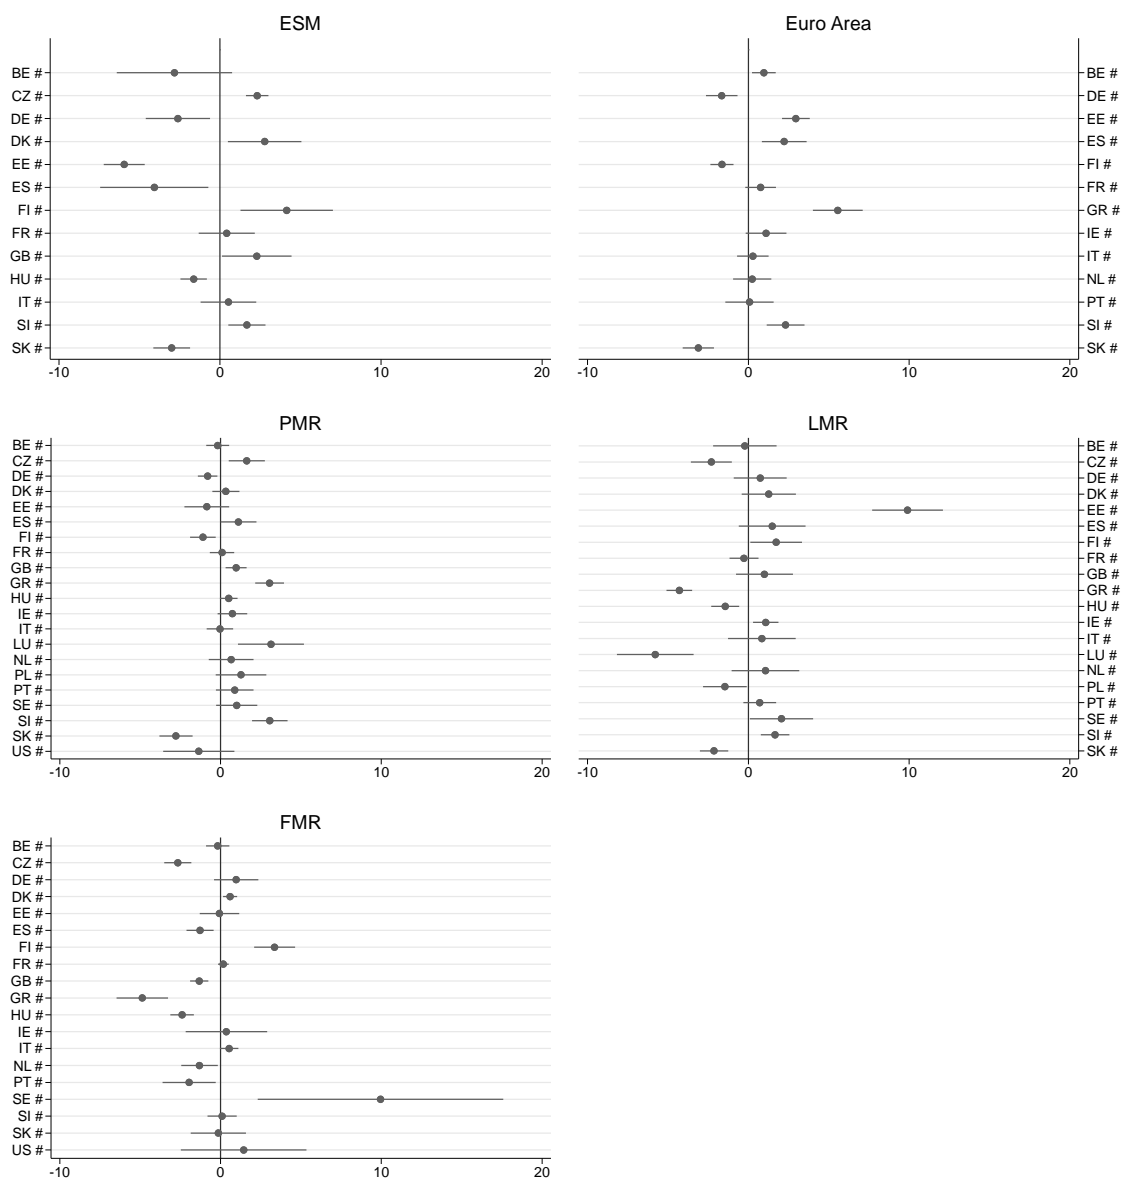 ESM
BE #
CZ #
DE #
DK #
EE #
ES #
FI #
FR #
GB #
HU #
IT #
SI #
SK #
-10 0 10 20
Euro Area
BE #
DE #
EE #
ES #
FI #
FR #
GR #
IE #
IT #
NL #
PT #
SI #
SK #
-10 0 10 20
PMR
BE #
CZ #
DE #
DK #
EE #
ES #
FI #
FR #
GB #
GR #
HU #
IE #
IT #
LU #
NL #
PL #
PT #
SE #
SI #
SK #
US #
-10 0 10 20
LMR
BE #
CZ #
DE #
DK #
EE #
ES #
FI #
FR #
GB #
GR #
HU #
IE #
IT #
LU #
NL #
PL #
PT #
SE #
SI #
SK #
-10 0 10 20
FMR
BE #
CZ #
DE #
DK #
EE #
ES #
FI #
FR #
GB #
GR #
HU #
IE #
IT #
NL #
PT #
SE #
SI #
SK #
US #
-10 0 10 20